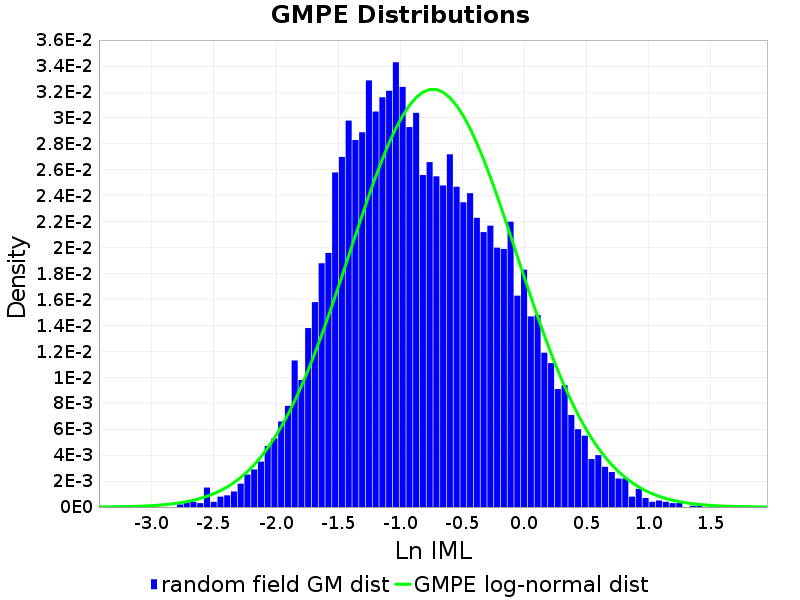 GMPE Distributions
3.6E-2
3.4E-2
3.2E-2
3E-2
2.8E-2
2.6E-2
2.4E-2
2.2E-2
2E-2
1.8E-2
1.6E-2
1.4E-2
1.2E-2
1E-2
8E-3
6E-3
4E-3
2E-3
0E0
Density
-3.0 -2.5 -2.0 -1.5 -1.0 -0.5 0.0 0.5 1.0 1.5
Ln IML
random field GM dist GMPE log-normal dist